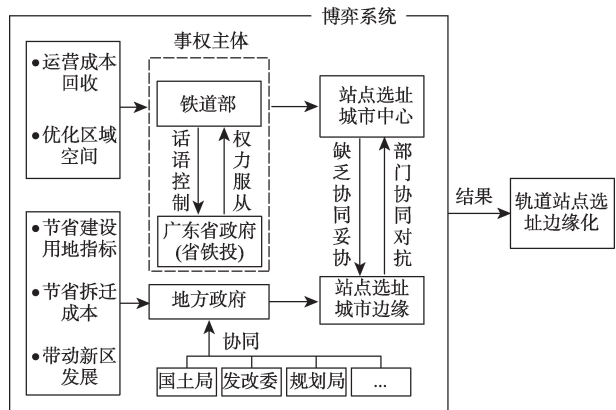 博弈系统
事权主体
●运营成本
回收
●优化区域
空间
铁道部
站点选址
城市中心
话语控制
权力服从
缺乏协同妥协
部门协同对抗
广东省政府
(省铁投)
结果
轨道站点选
址边缘化
●节省建设
用地指标
●节省拆迁
成本
●带动新区
发展
地方政府
站点选址
城市边缘
协同
国土局
发改委
规划局
...